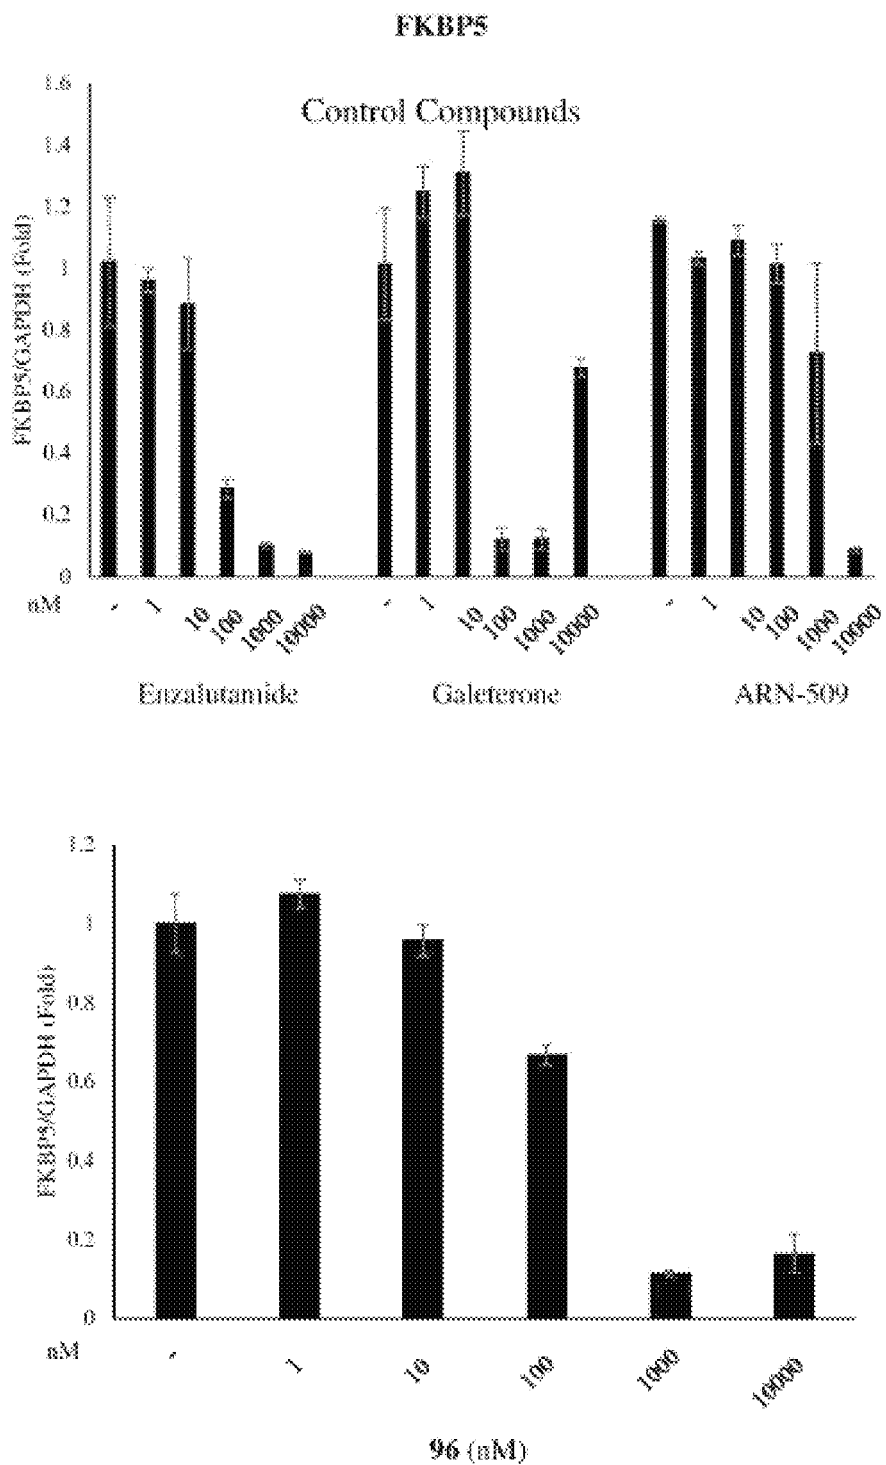 FKBP5
Control Compounds
FKBP5/GAPDH (Fold)
1.6
1.4
1.2
1
0.8
0.6
0.4
0.2
0
nM
- 1 10 100 1000 10000
- 1 10 100 1000 10000
- 1 10 100 1000 10000
Enzalutamide Galeterone ARN-509
FKBP5/GAPDH (Fold)
1.2
1
0.8
0.6
0.4
0.2
0
nM
- 1 10 100 1000 10000
96 (nM)